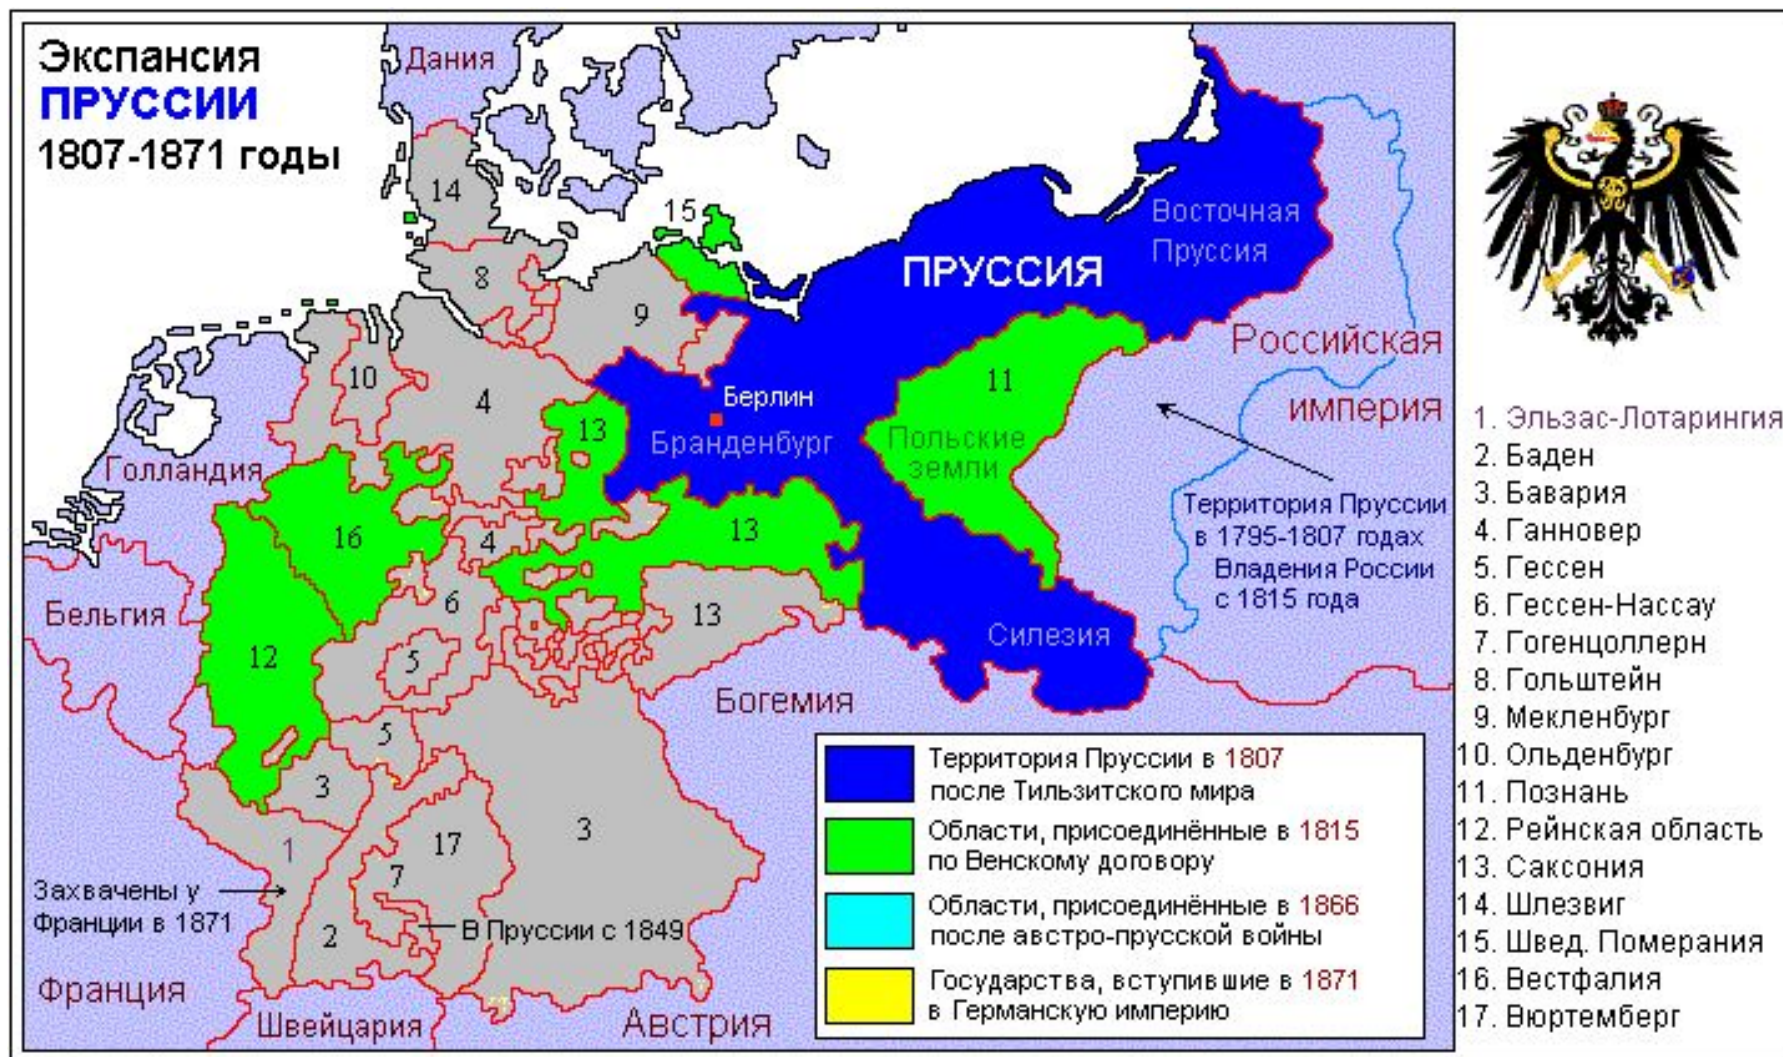 Экспансия
ПРУССИИ
1807-1871 годы
Дания
14
15
8
9
10
4
13
Берлин
Бранденбург
ПРУССИЯ
Восточная
Пруссия
Российская
империя
11
Польские
земли
Голландия
16
4
13
Территория Пруссии
в 1795-1807 годах
Владения России
с 1815 года
Бельгия
6
13
12
5
Силезия
Богемия
5
3
1
17
3
7
Захвачены у
Франции в 1871
2
В Пруссии с 1849
Франция
Швейцария
Австрия
Территория Пруссии в 1807
после Тильзитского мира
Области, присоединённые в 1815
по Венскому договору
Области, присоединённые в 1866
после австро-прусской войны
Государства, вступившие в 1871
в Германскую империю
1. Эльзас-Лотарингия
2. Баден
3. Бавария
4. Ганновер
5. Гессен
6. Гессен-Нассау
7. Гогенцоллерн
8. Гольштейн
9. Мекленбург
10. Ольденбург
11. Познань
12. Рейнская область
13. Саксония
14. Шлезвиг
15. Швед. Померания
16. Вестфалия
17. Вюртемберг